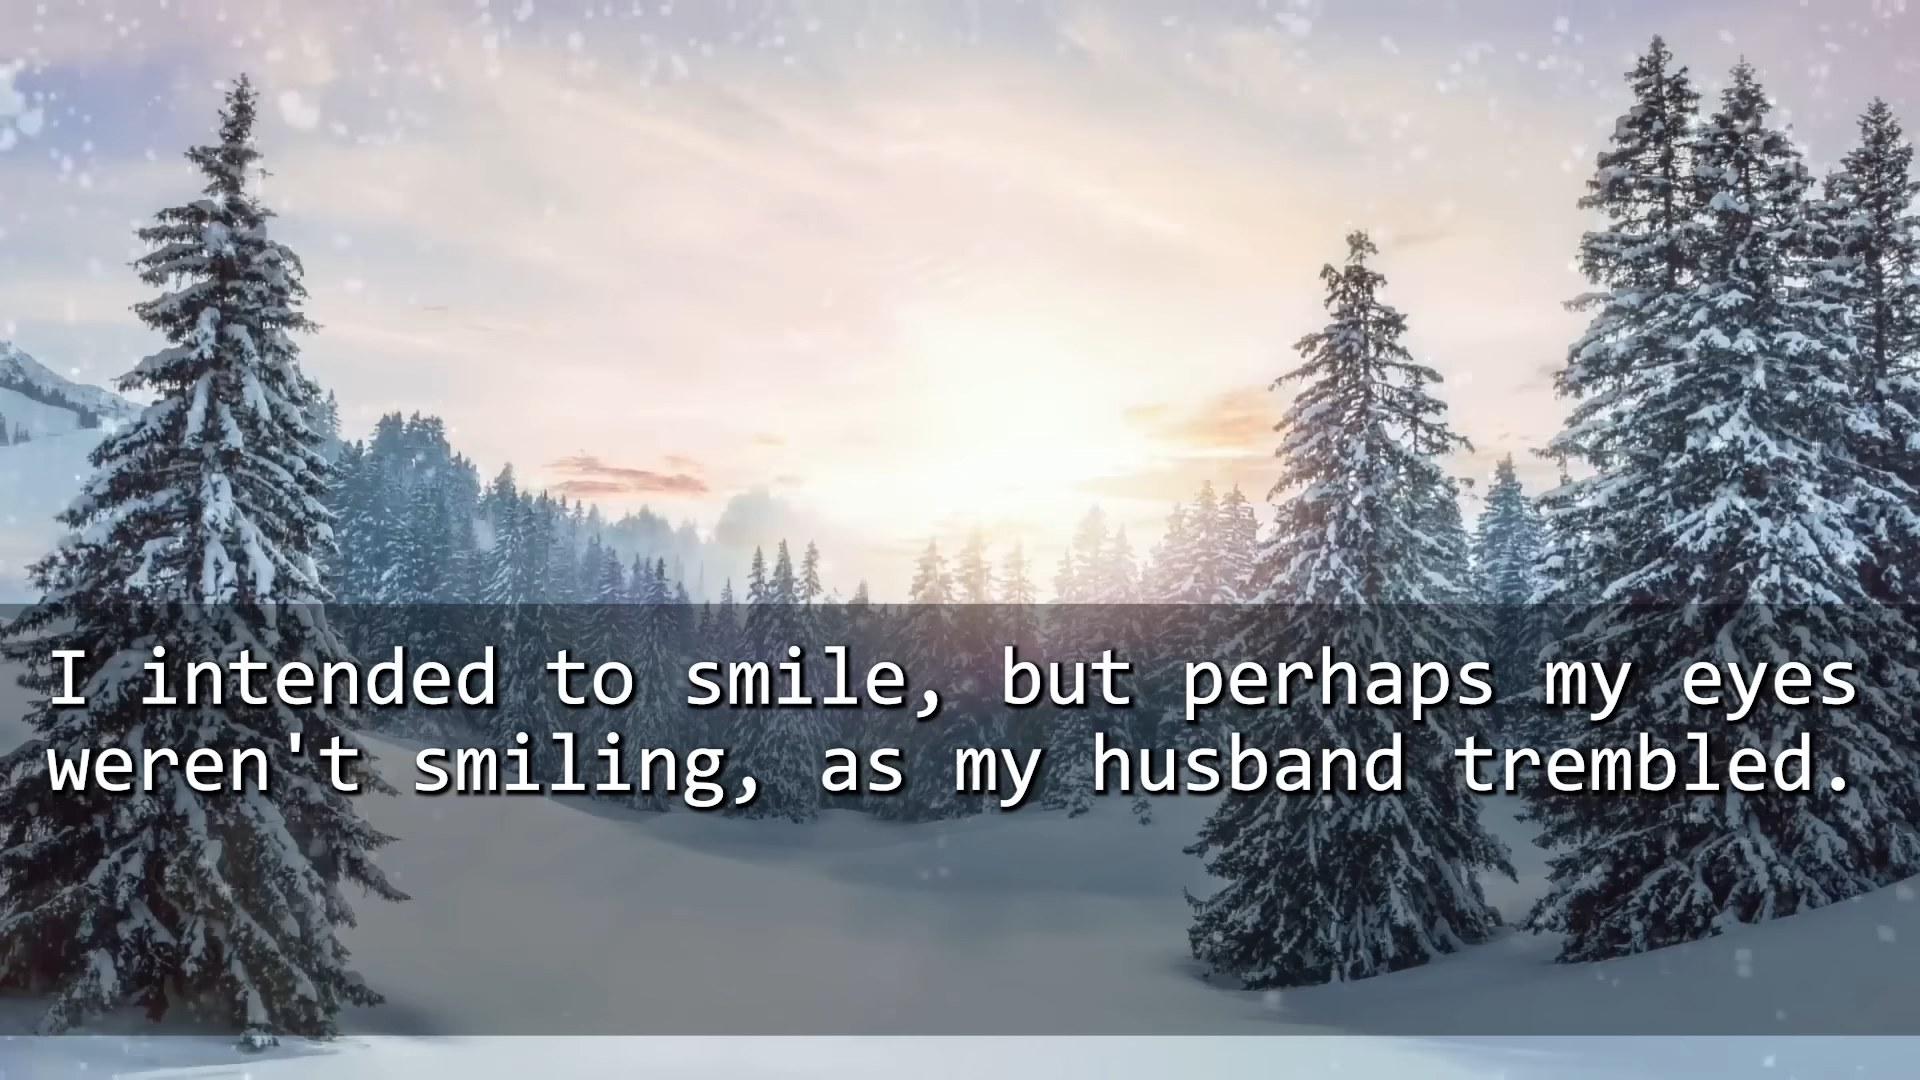 I intended to smile, but perhaps my eyes
weren't smiling, as my husband trembled.